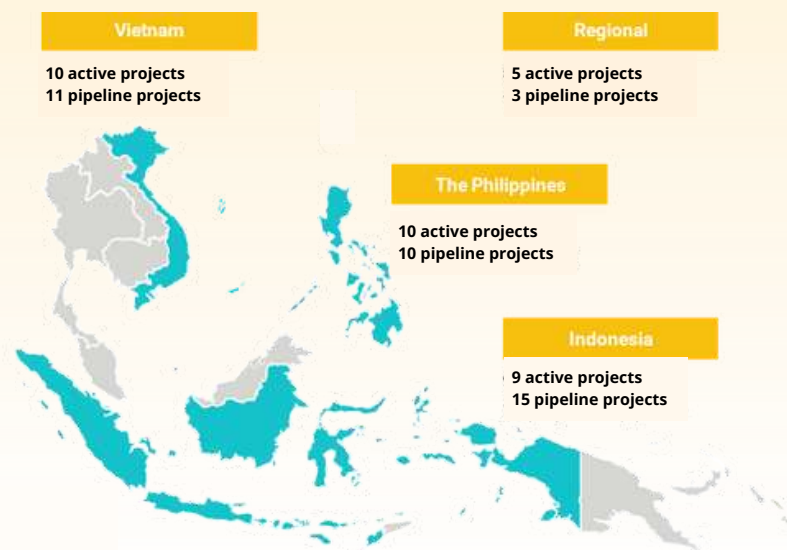 Vietnam
10 active projects
11 pipeline projects
Regional
5 active projects
3 pipeline projects
The Philippines
10 active projects
10 pipeline projects
Indonesia
9 active projects
15 pipeline projects